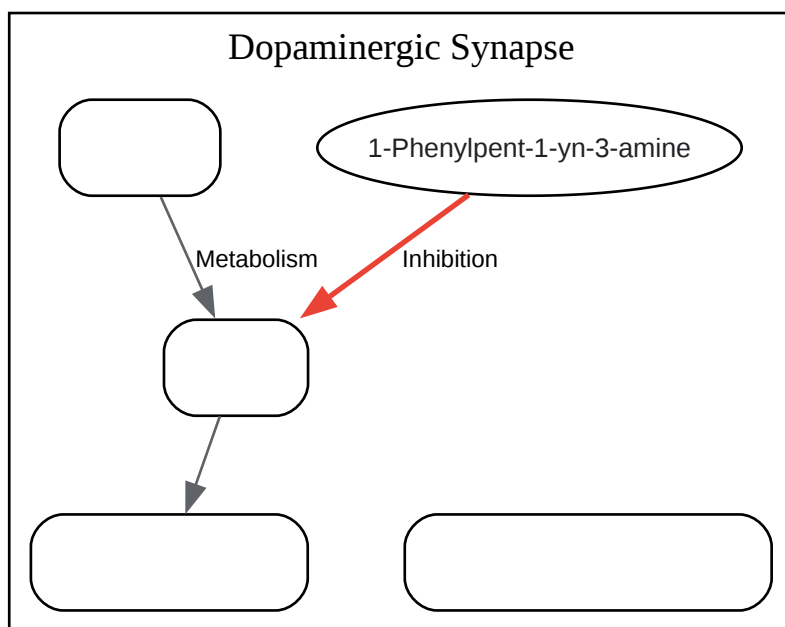 Dopaminergic Synapse
1-Phenylpent-1-yn-3-amine
Metabolism
Inhibition